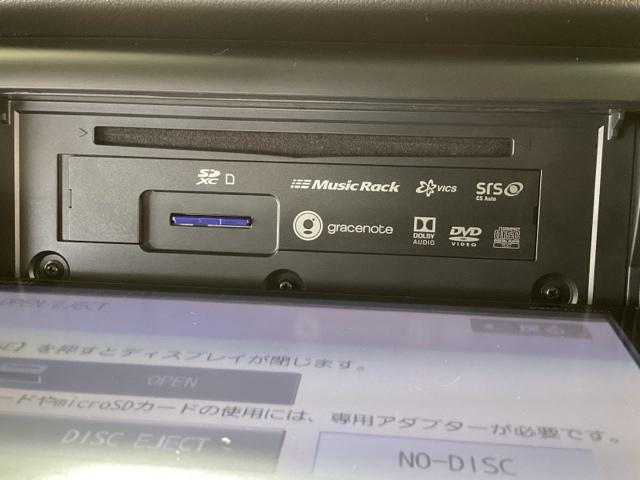 SD XC
Music Rack
VICS
SRS
CS Auto
gracenote
DOLBY
AUDIO
DVD
VIDEO
OPEN/EJECT
戻る
】を押すとディスプレイが閉じます。
OPEN
ードやmicroSDカードの使用には、専用アダプターが必要です。
DISC EJECT
NO-DISC